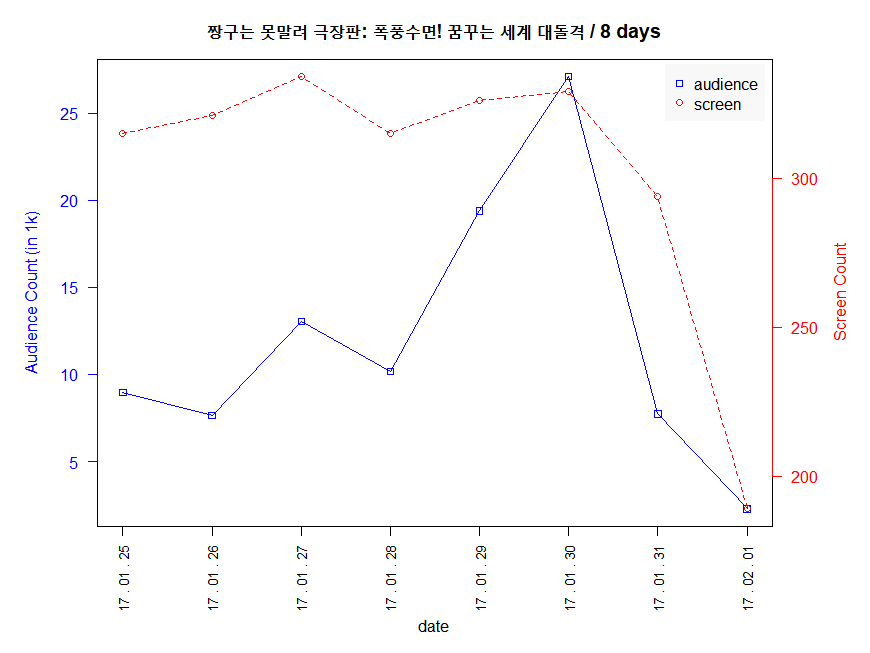 짱구는 못말려 극장판: 폭풍수면! 꿈꾸는 세계 대돌격 / 8 days
audience
screen
25
20
15
10
5
Audience Count (in 1k)
300
250
200
Screen Count
17 . 01 . 25
17 . 01 . 26
17 . 01 . 27
17 . 01 . 28
17 . 01 . 29
17 . 01 . 30
17 . 01 . 31
17 . 02 . 01
date